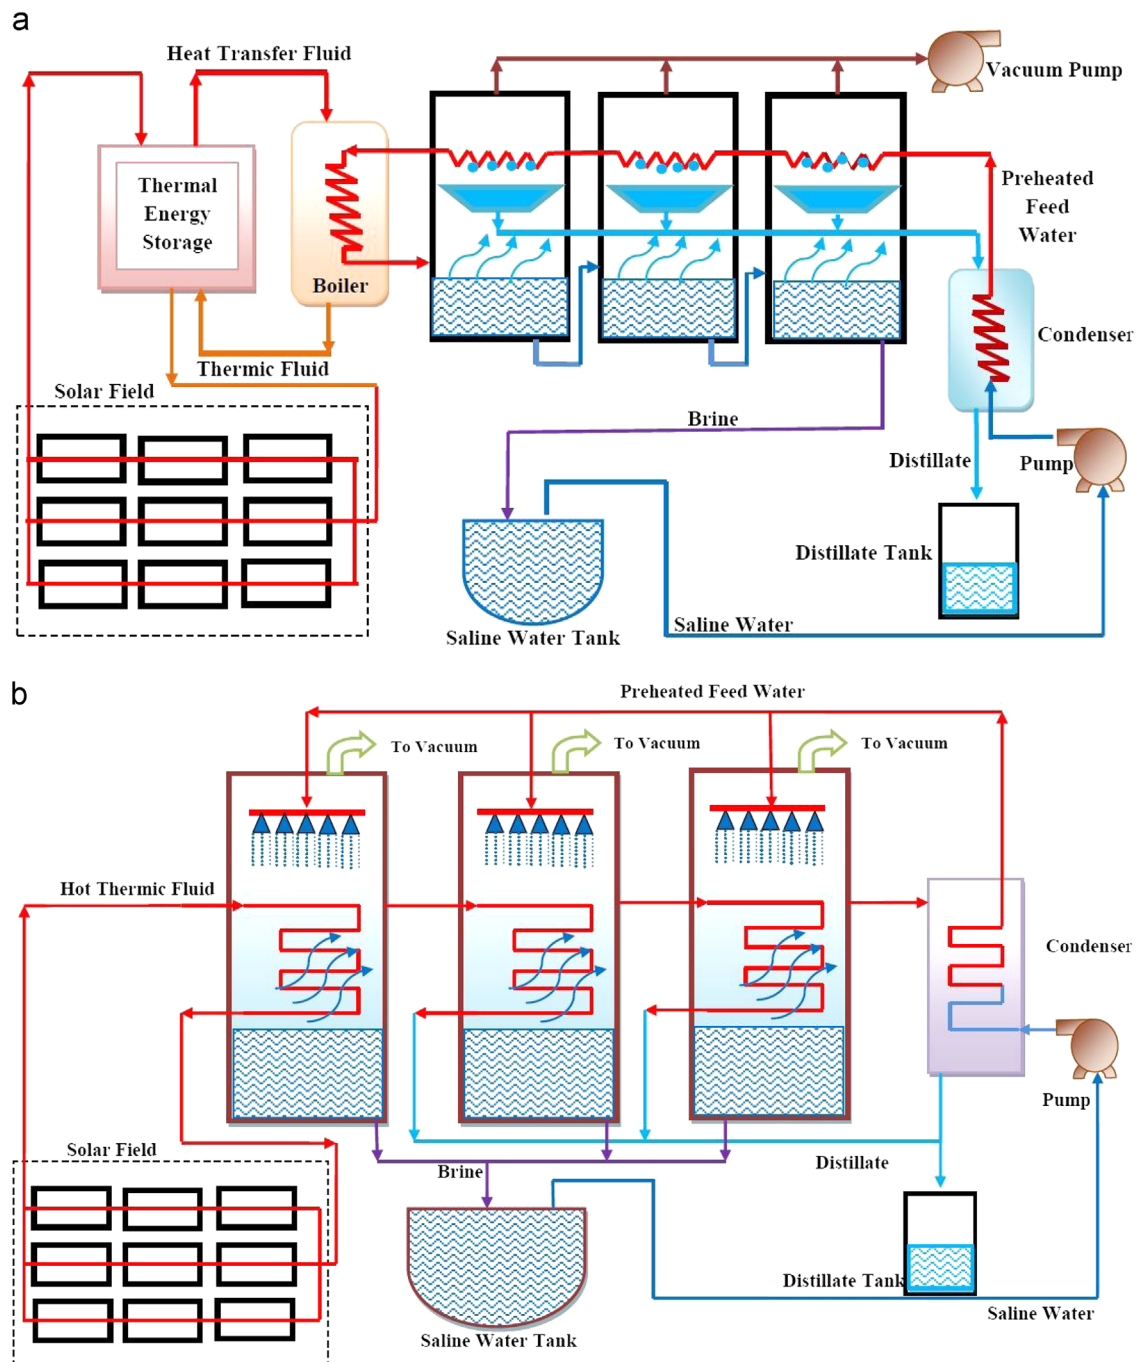 a
Heat Transfer Fluid
Vacuum Pump
Thermal
Energy
Storage
Preheated
Feed
Water
Boiler
Condenser
Thermic Fluid
Solar Field
Brine
Distillate
Pump
Distillate Tank
Saline Water
Saline Water Tank
b
Preheated Feed Water
To Vacuum
To Vacuum
To Vacuum
Hot Thermic Fluid
Condenser
Pump
Solar Field
Brine
Distillate
Distillate Tank
Saline Water
Saline Water Tank